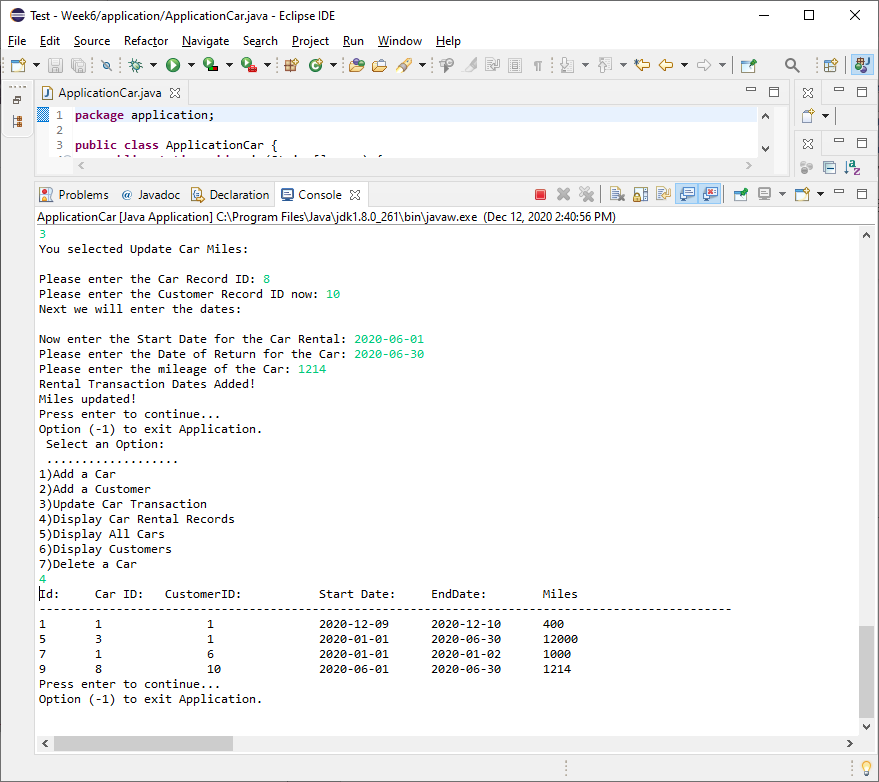 Test - Week6/application/ApplicationCar.java - Eclipse IDE
File Edit Source Refactor Navigate Search Project Run Window Help
ApplicationCar.java
1 package application;
2
3 public class ApplicationCar {
Problems @ Javadoc Declaration Console
ApplicationCar [Java Application] C:\Program Files\Java\jdk1.8.0_261\bin\javaw.exe (Dec 12, 2020 2:40:56 PM)
3
You selected Update Car Miles:
Please enter the Car Record ID: 8
Please enter the Customer Record ID now: 10
Next we will enter the dates:
Now enter the Start Date for the Car Rental: 2020-06-01
Please enter the Date of Return for the Car: 2020-06-30
Please enter the mileage of the Car: 1214
Rental Transaction Dates Added!
Miles updated!
Press enter to continue...
Option (-1) to exit Application.
Select an Option:
...................
1)Add a Car
2)Add a Customer
3)Update Car Transaction
4)Display Car Rental Records
5)Display All Cars
6)Display Customers
7)Delete a Car
4
Id: Car ID: CustomerID: Start Date: EndDate: Miles
---------------------------------------------------------------------------------------------------
1 1 1 2020-12-09 2020-12-10 400
5 3 1 2020-01-01 2020-06-30 12000
7 1 6 2020-01-01 2020-01-02 1000
9 8 10 2020-06-01 2020-06-30 1214
Press enter to continue...
Option (-1) to exit Application.